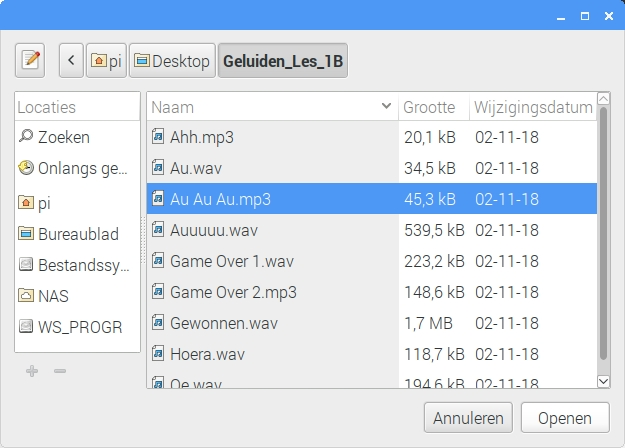 pi Desktop Geluiden_Les_1B
Locaties
Zoeken
Onlangs ge...
pi
Bureaublad
Bestandssy...
NAS
WS_PROGR
Naam Grootte Wijzigingsdatum
Ahh.mp3 20,1 kB 02-11-18
Au.wav 34,5 kB 02-11-18
Au Au Au.mp3 45,3 kB 02-11-18
Auuuuu.wav 539,5 kB 02-11-18
Game Over 1.wav 223,2 kB 02-11-18
Game Over 2.mp3 148,6 kB 02-11-18
Gewonnen.wav 1,7 MB 02-11-18
Hoera.wav 118,7 kB 02-11-18
Oe.wav 194,6 kB 02-11-18
Annuleren Openen